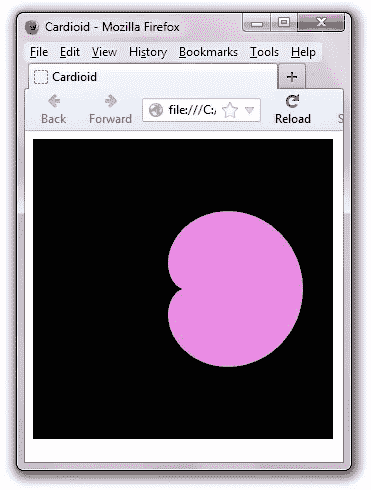 Cardioid - Mozilla Firefox
File Edit View History Bookmarks Tools Help
Cardioid +
file:///C:/
Back Forward Reload S